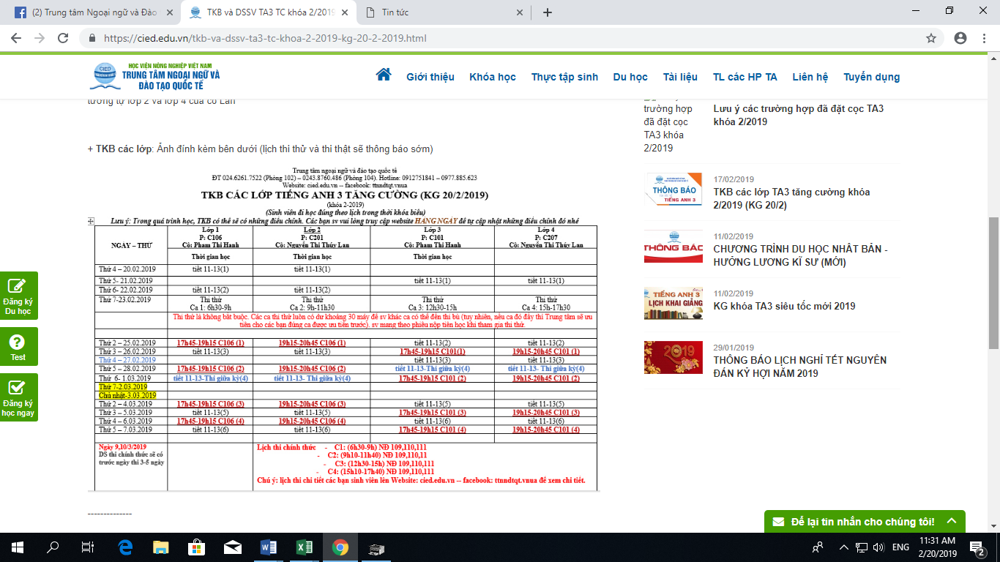 (2) Trung tâm Ngoại ngữ và Đào
TKB và DSSV TA3 TC khóa 2/2019
Tin tức
https://cied.edu.vn/tkb-va-dssv-ta3-tc-khoa-2-2019-kg-20-2-2019.html
CIED
HỌC VIỆN NÔNG NGHIỆP VIỆT NAM
TRUNG TÂM NGOẠI NGỮ VÀ
ĐÀO TẠO QUỐC TẾ
Giới thiệu Khóa học Thực tập sinh Du học Tài liệu TL các HP TA Liên hệ Tuyển dụng
tương tự lớp 2 và lớp 4 của cô Lan
+ TKB các lớp: Ảnh đính kèm bên dưới (lịch thi thử và thi thật sẽ thông báo sớm)
Trung tâm ngoại ngữ và đào tạo quốc tế
ĐT 024.6261.7522 (Phòng 102) – 0243.8760.486 (Phòng 104). Hotline: 0912751841 – 0977.885.623
Website: cied.edu.vn -- facebook: ttnndtqt.vnua
TKB CÁC LỚP TIẾNG ANH 3 TĂNG CƯỜNG (KG 20/2/2019)
(khóa 2-2019)
(Sinh viên đi học đúng theo lịch trong thời khóa biểu)
Lưu ý: Trong quá trình học, TKB có thể sẽ có những điều chỉnh. Các bạn sv vui lòng truy cập website HÀNG NGÀY để tự cập nhật những điều chỉnh đó nhé
NGÀY – THỨ
Lớp 1 Lớp 2 Lớp 3 Lớp 4
P: C106 P: C201 P: C101 P: C207
Cô: Phạm Thị Hạnh Cô: Nguyễn Thị Thúy Lan Cô: Phạm Thị Hạnh Cô: Nguyễn Thị Thúy Lan
Thời gian học Thời gian học Thời gian học
Thứ 4 – 20.02.2019 tiết 11-13(1) tiết 11-13(1)
Thứ 5- 21.02.2019 tiết 11-13(1) tiết 11-13(1)
Thứ 6- 22.02.2019 tiết 11-13(2) tiết 11-13(2)
Thứ 7-23.02.2019 Thi thử Thi thử Thi thử Thi thử
Ca 1: 6h30-9h Ca 2: 9h-11h30 Ca 3: 12h30-15h Ca 4: 15h-17h30
Thi thử là không bắt buộc. Các ca thi thử luôn có dư khoảng 30 máy để sv khác ca có thể đến thi bù (tuy nhiên, nếu ca đó đầy thì Trung tâm sẽ ưu
tiên cho các bạn đúng ca được ưu tiên trước). sv mang theo phiếu nộp tiền học khi tham gia thi thử.
Thứ 2 – 25.02.2019 17h45-19h15 C106 (1) 19h15-20h45 C106 (1) tiết 11-13(2) tiết 11-13(2)
Thứ 3 – 26.02.2019 tiết 11-13(3) tiết 11-13(3) 17h45-19h15 C101(1) 19h15-20h45 C101 (1)
Thứ 4 – 27.02.2019 tiết 11-13(3) tiết 11-13(3)
Thứ 5 – 28.02.2019 17h45-19h15 C106 (2) 19h15-20h45 C106 (2) tiết 11-13-Thi giữa kỳ(4) tiết 11-13- Thi giữa kỳ(4)
Thứ 6- 1.03.2019 tiết 11-13-Thi giữa kỳ(4) tiết 11-13- Thi giữa kỳ(4) 17h45-19h15 C101 (2) 19h15-20h45 C101 (2)
Thứ 7-2.03.2019
Chủ nhật-3.03.2019
Thứ 2 – 4.03.2019 17h45-19h15 C106 (3) 19h15-20h45 C106 (3) tiết 11-13(5) tiết 11-13(5)
Thứ 3 – 5.03.2019 tiết 11-13(5) tiết 11-13(5) 17h45-19h15 C101 (3) 19h15-20h45 C101 (3)
Thứ 4 – 6.03.2019 17h45-19h15 C106 (4) 19h15-20h45 C106 (4) tiết 11-13(6) tiết 11-13(6)
Thứ 5 – 7.03.2019 tiết 11-13(6) tiết 11-13(6) 17h45-19h15 C101 (4) 19h15-20h45 C101 (4)
Ngày 9,10/3/2019
DS thi chính thức sẽ có
trước ngày thi 3-5 ngày
Lịch thi chính thức - C1: (6h30-9h) NĐ 109,110,111
- C2: (9h10-11h40) NĐ 109,110,11
- C3: (12h30-15h) NĐ 109,110,111
- C4: (15h10-17h40) NĐ 109,110,111
Chú ý: lịch thi chi tiết các bạn sinh viên lên Website: cied.edu.vn -- facebook: ttnndtqt.vnua để xem chi tiết.
--------------
trường hợp
đã đặt cọc
TA3 khóa
2/2019
Lưu ý các trường hợp đã đặt cọc TA3
khóa 2/2019
THÔNG BÁO
TIẾNG ANH 3
17/02/2019
TKB các lớp TA3 tăng cường khóa
2/2019 (KG 20/2)
THÔNG BÁO
11/02/2019
CHƯƠNG TRÌNH DU HỌC NHẬT BẢN -
HƯỞNG LƯƠNG KĨ SƯ (MỚI)
TIẾNG ANH 3
LỊCH KHAI GIẢNG
11/02/2019
KG khóa TA3 siêu tốc mới 2019
2019
29/01/2019
THÔNG BÁO LỊCH NGHỈ TẾT NGUYÊN
ĐÁN KỶ HỢI NĂM 2019
Đăng ký
Du học
Test
Đăng ký
học ngay
Để lại tin nhắn cho chúng tôi!
ENG
11:31 AM
2/20/2019
2